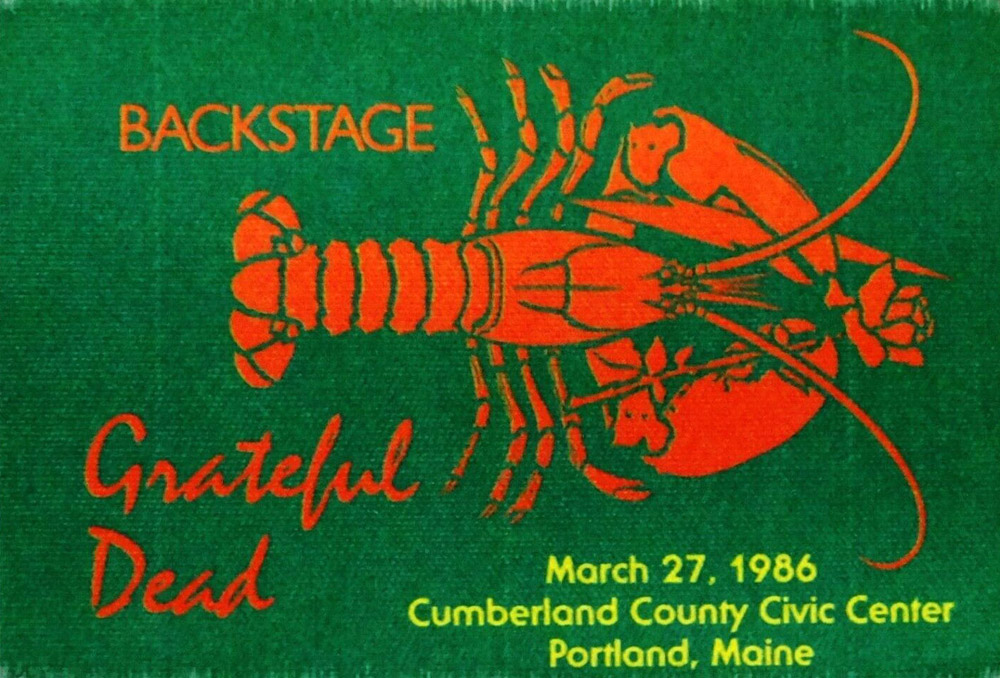 BACKSTAGE
Grateful
Dead
March 27, 1986
Cumberland County Civic Center
Portland, Maine